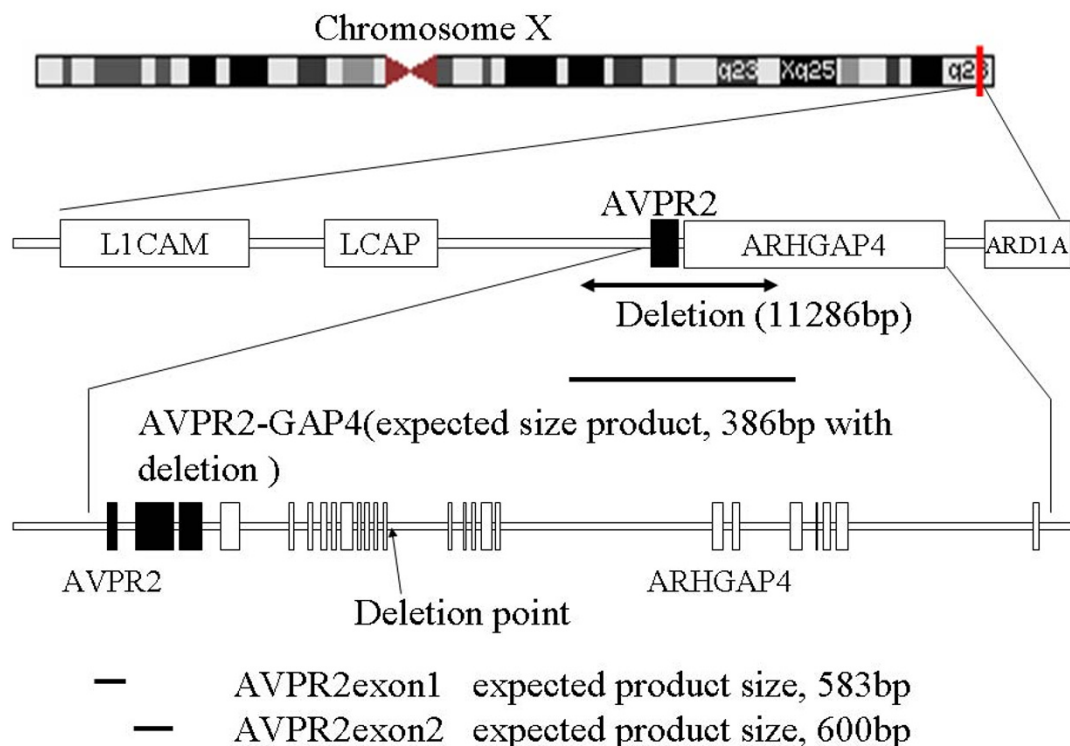 Chromosome X
q23 Xq25 q28
AVPR2
L1CAM LCAP ARHGAP4 ARD1A
Deletion (11286bp)
AVPR2-GAP4(expected size product, 386bp with
deletion )
AVPR2 ARHGAP4
Deletion point
AVPR2exon1 expected product size, 583bp
AVPR2exon2 expected product size, 600bp